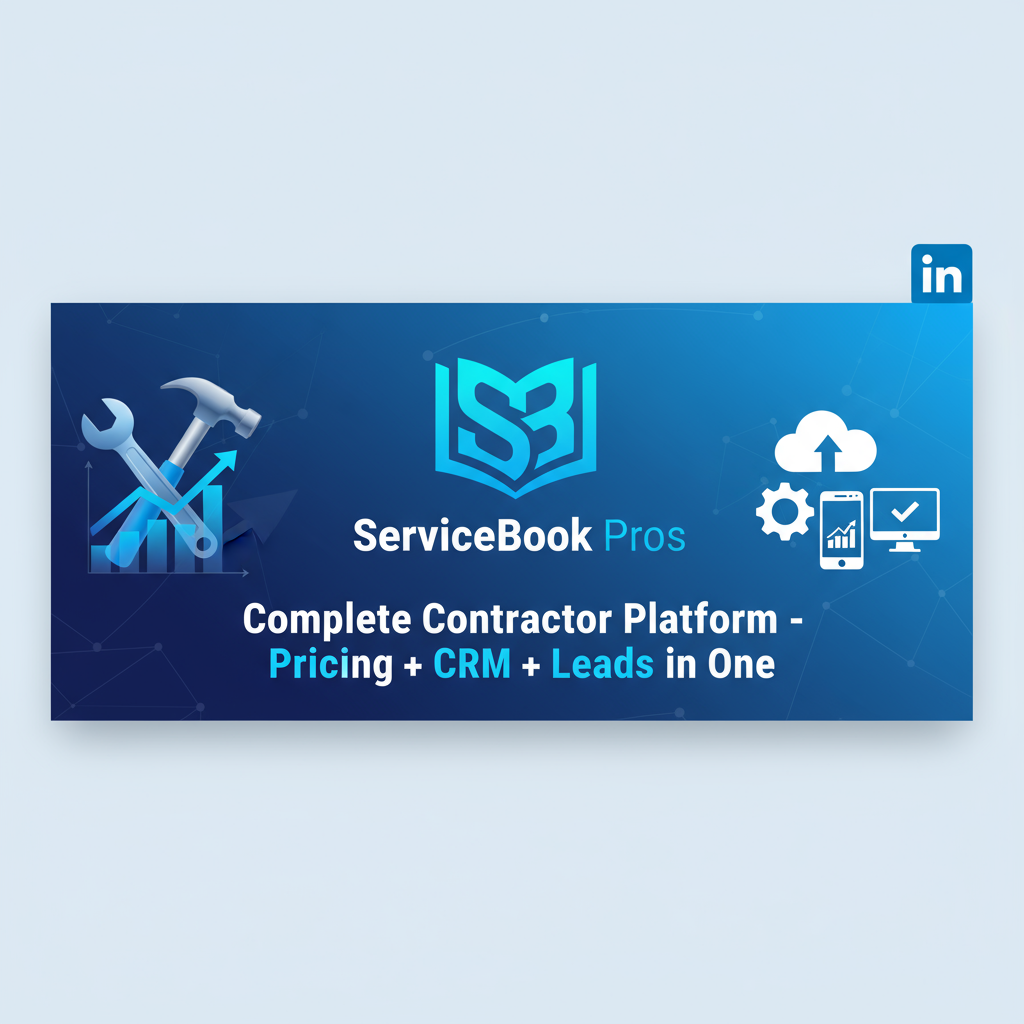 in
SB
ServiceBook Pros
Complete Contractor Platform -
Pricing + CRM + Leads in One